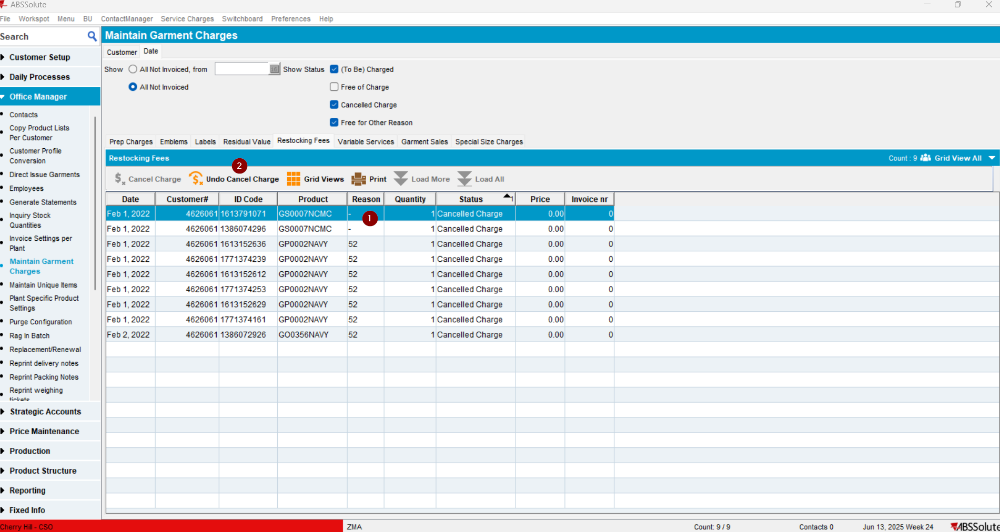 ABSSolute
File Workspot Menu BU ContactManager Service Charges Switchboard Preferences Help
Search
Customer Setup
Daily Processes
Office Manager
Contacts
Copy Product Lists
Per Customer
Customer Profile
Conversion
Direct Issue Garments
Employees
Generate Statements
Inquiry Stock
Quantities
Invoice Settings per
Plant
Maintain Garment
Charges
Maintain Unique Items
Plant Specific Product
Settings
Purge Configuration
Rag In Batch
Replacement/Renewal
Reprint delivery notes
Reprint Packing Notes
Reprint weighing
tickets
Strategic Accounts
Price Maintenance
Production
Product Structure
Reporting
Fixed Info
Maintain Garment Charges
Customer Date
Show All Not Invoiced, from 16 Show Status (To Be) Charged
All Not Invoiced Free of Charge
Cancelled Charge
Free for Other Reason
Prep Charges Emblems Labels Residual Value Restocking Fees Variable Services Garment Sales Special Size Charges
Restocking Fees Count : 9 Grid View All
2
Cancel Charge Undo Cancel Charge Grid Views Print Load More Load All
Date Customer# ID Code Product Reason Quantity Status 1 Price Invoice nr
Feb 1, 2022 4626061 1613791071 GS0007NCMC - 1 Cancelled Charge 0.00 0
1
Feb 1, 2022 4626061 1386074296 GS0007NCMC - 1 Cancelled Charge 0.00 0
Feb 1, 2022 4626061 1613152636 GP0002NAVY 52 1 Cancelled Charge 0.00 0
Feb 1, 2022 4626061 1771374239 GP0002NAVY 52 1 Cancelled Charge 0.00 0
Feb 1, 2022 4626061 1613152612 GP0002NAVY 52 1 Cancelled Charge 0.00 0
Feb 1, 2022 4626061 1771374253 GP0002NAVY 52 1 Cancelled Charge 0.00 0
Feb 1, 2022 4626061 1613152629 GP0002NAVY 52 1 Cancelled Charge 0.00 0
Feb 1, 2022 4626061 1771374161 GP0002NAVY 52 1 Cancelled Charge 0.00 0
Feb 2, 2022 4626061 1386072926 GO0356NAVY 52 1 Cancelled Charge 0.00 0
Cherry Hill - CSO ZMA Count: 9 / 9 Contacts 0 Jun 13, 2025 Week 24 ABSSolute